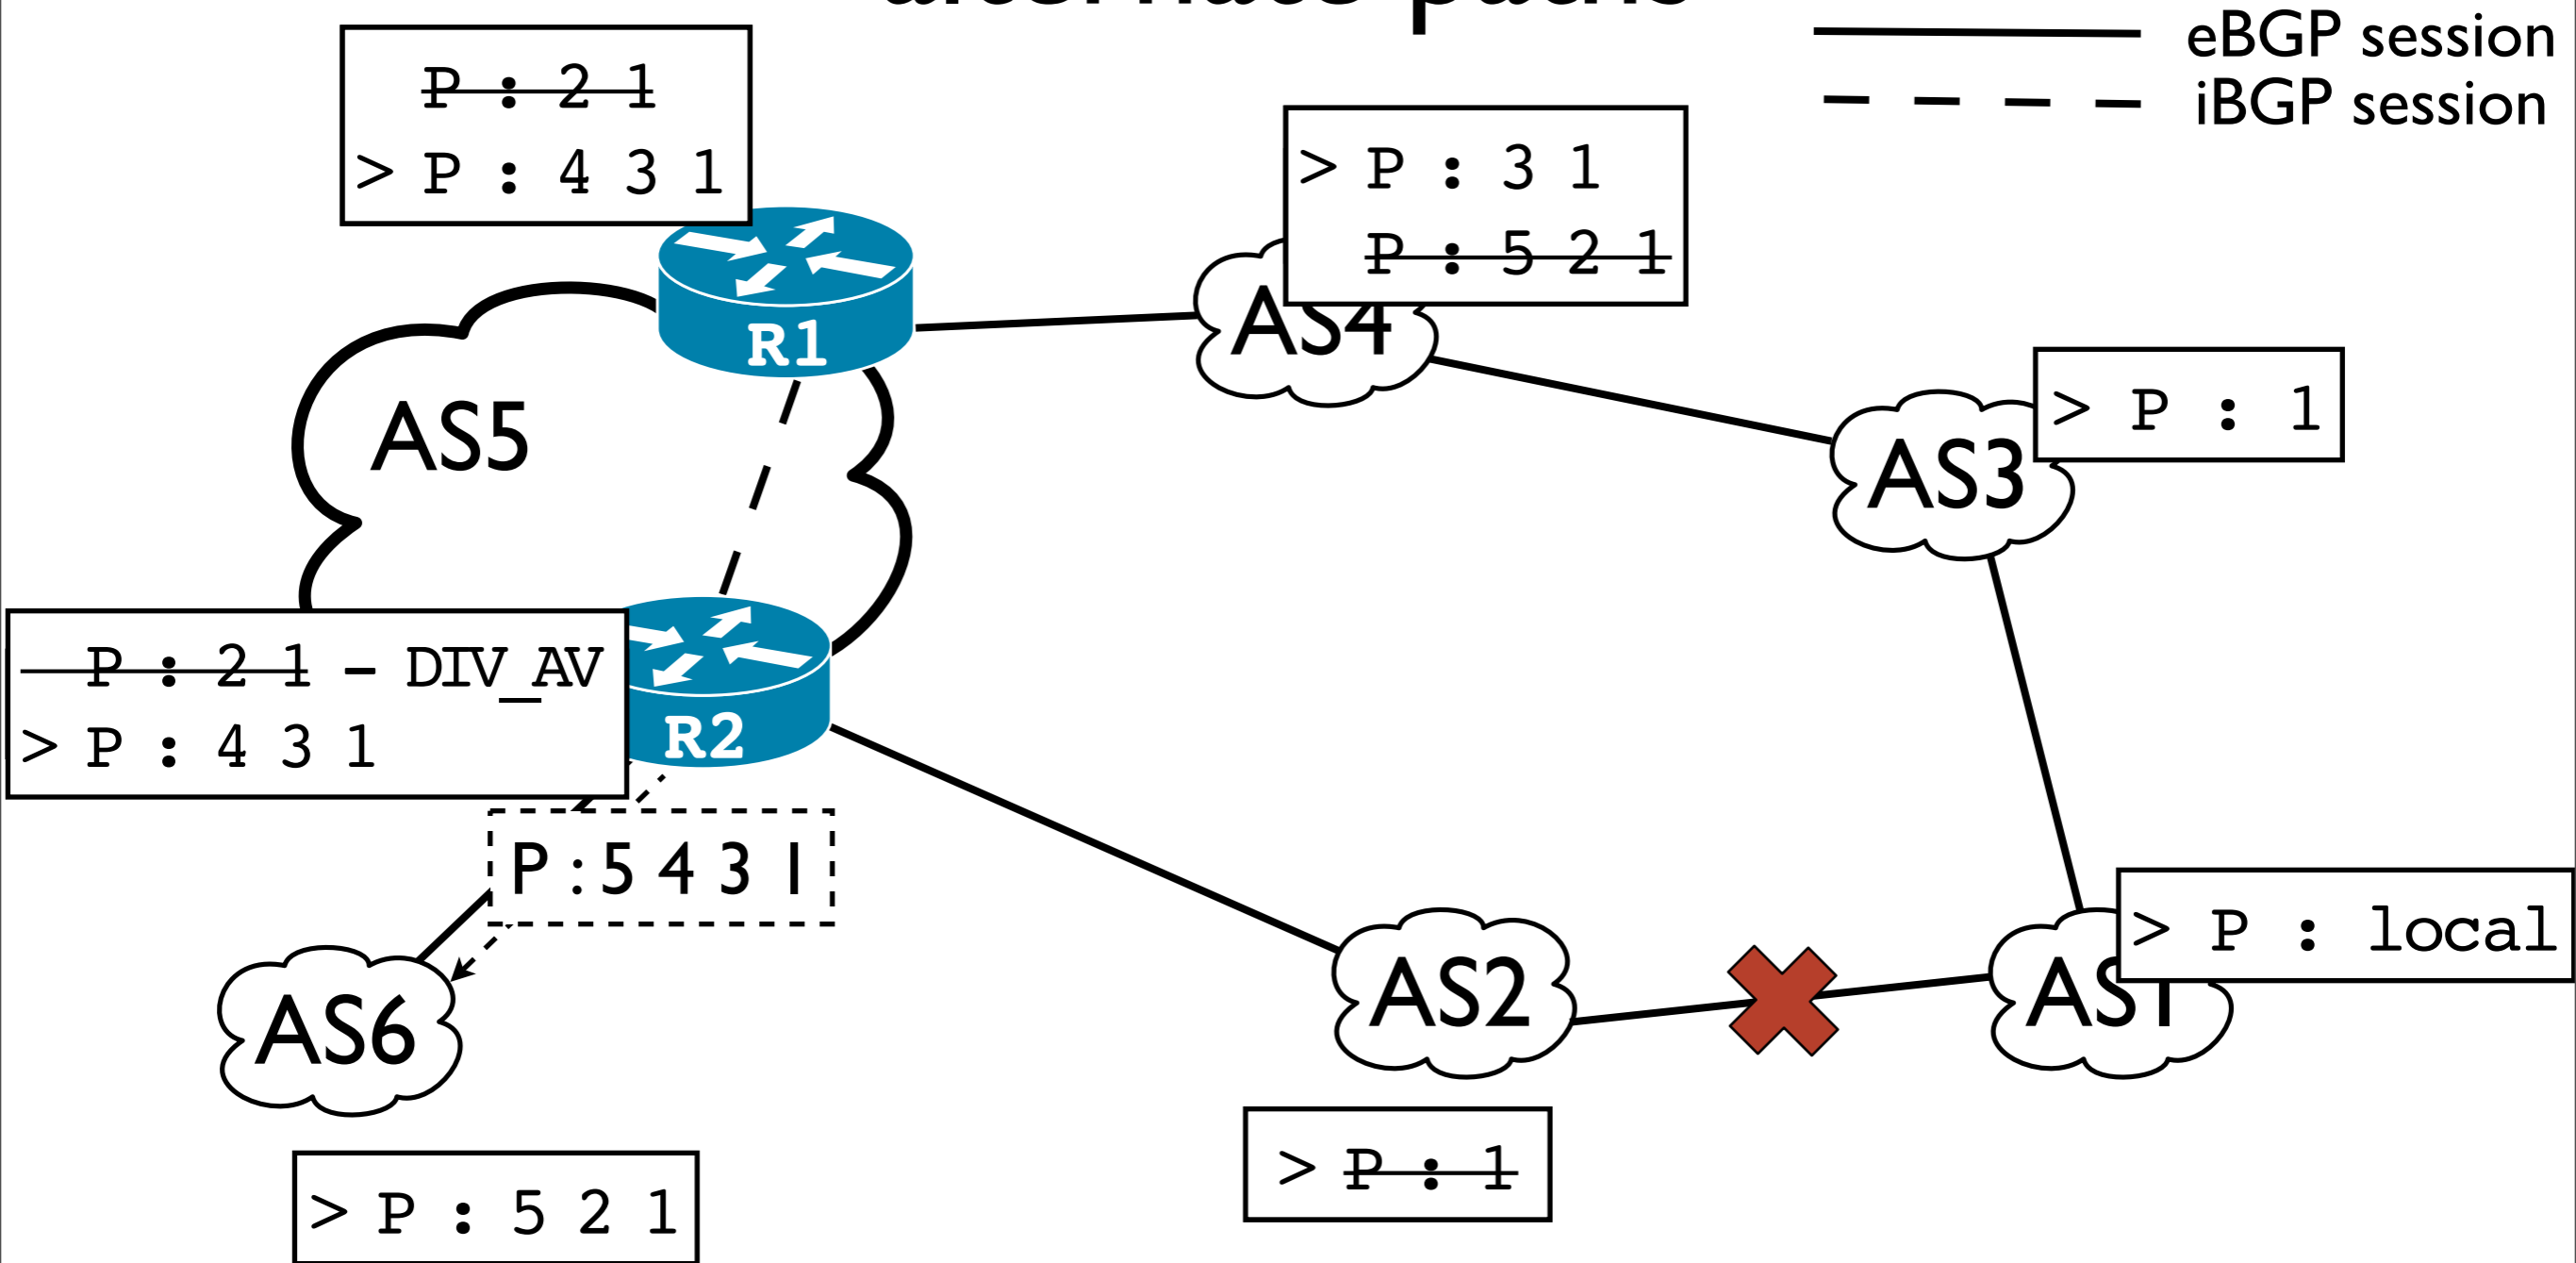 eBGP session
iBGP session
P : 2 1
> P : 4 3 1
R1
> P : 3 1
P : 5 2 1
AS4
AS5
> P : 1
AS3
P : 2 1 - DIV_AV
> P : 4 3 1
R2
P : 5 4 3 1
> P : local
AS1
AS2
AS6
> P : 1
> P : 5 2 1